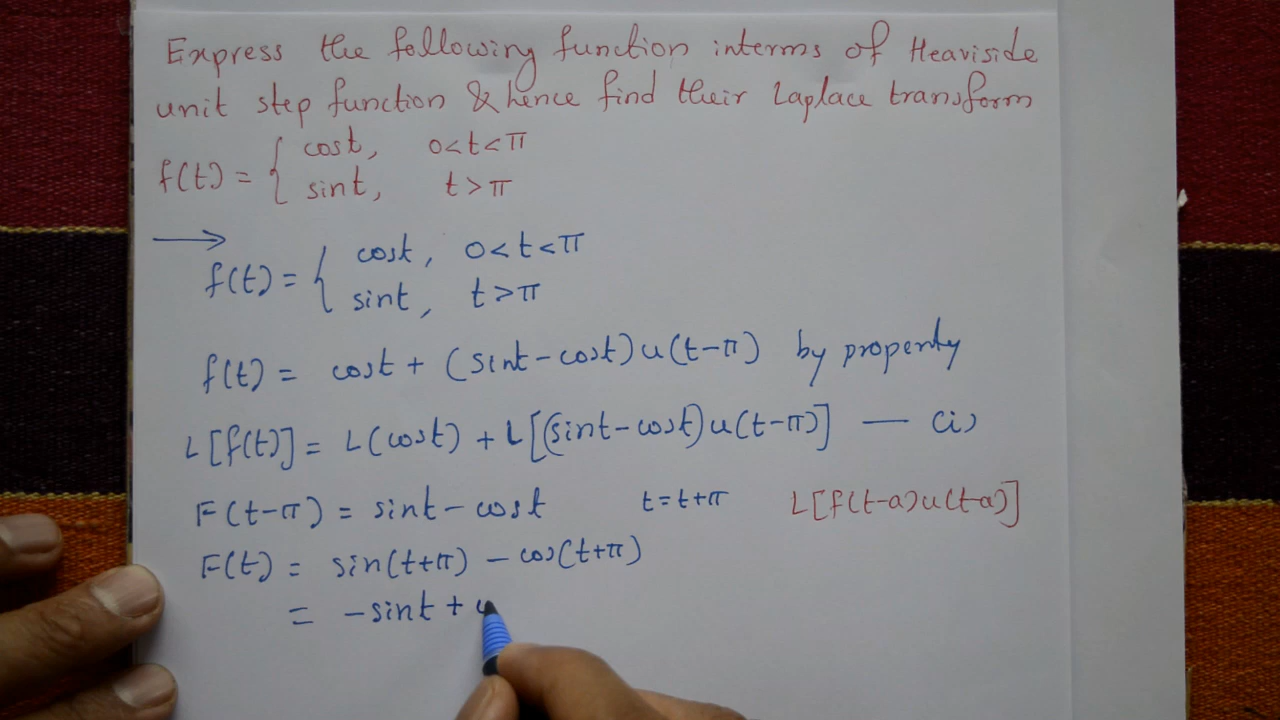 Express the following function interms of Heaviside
unit step function & hence find their Laplace transform
f(t) = { cost, 0<t<π
sint, t>π
→ f(t) = { cost, 0<t<π
sint, t>π
f(t) = cost + (sint-cost)u(t-π) by property
L[f(t)] = L(cost) + L[(sint-cost)u(t-π)] — (i)
F(t-π) = sint-cost t=t+π L[f(t-a)u(t-a)]
F(t) = sin(t+π) - cos(t+π)
= -sint +